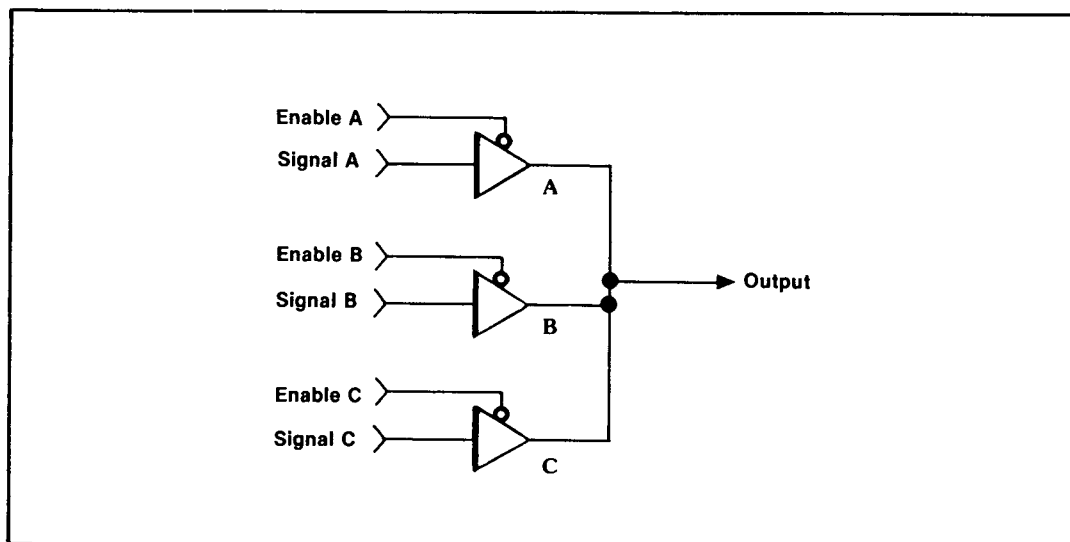 Enable A
Signal A
A
Enable B
Signal B
B
Output
Enable C
Signal C
C